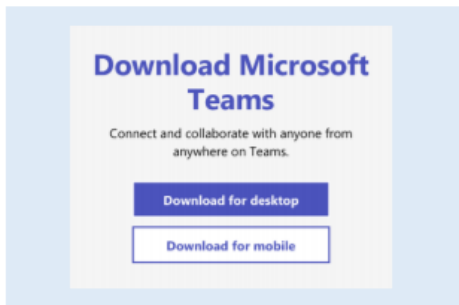 Download Microsoft
Teams
Connect and collaborate with anyone from
anywhere on Teams.
Download for desktop
Download for mobile